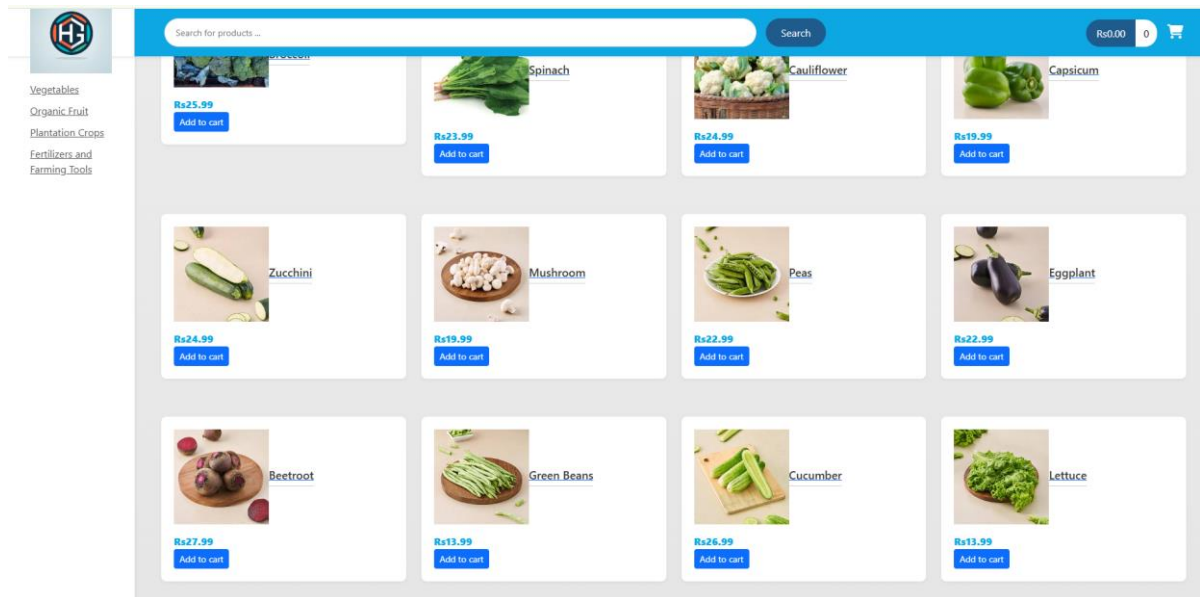 HG
Search for products ...
Search
Rs0.00 0
Vegetables
Organic Fruit
Plantation Crops
Fertilizers and
Farming Tools
Broccoli
Rs25.99
Add to cart
Spinach
Rs23.99
Add to cart
Cauliflower
Rs24.99
Add to cart
Capsicum
Rs19.99
Add to cart
Zucchini
Rs24.99
Add to cart
Mushroom
Rs19.99
Add to cart
Peas
Rs22.99
Add to cart
Eggplant
Rs22.99
Add to cart
Beetroot
Rs27.99
Add to cart
Green Beans
Rs13.99
Add to cart
Cucumber
Rs26.99
Add to cart
Lettuce
Rs13.99
Add to cart